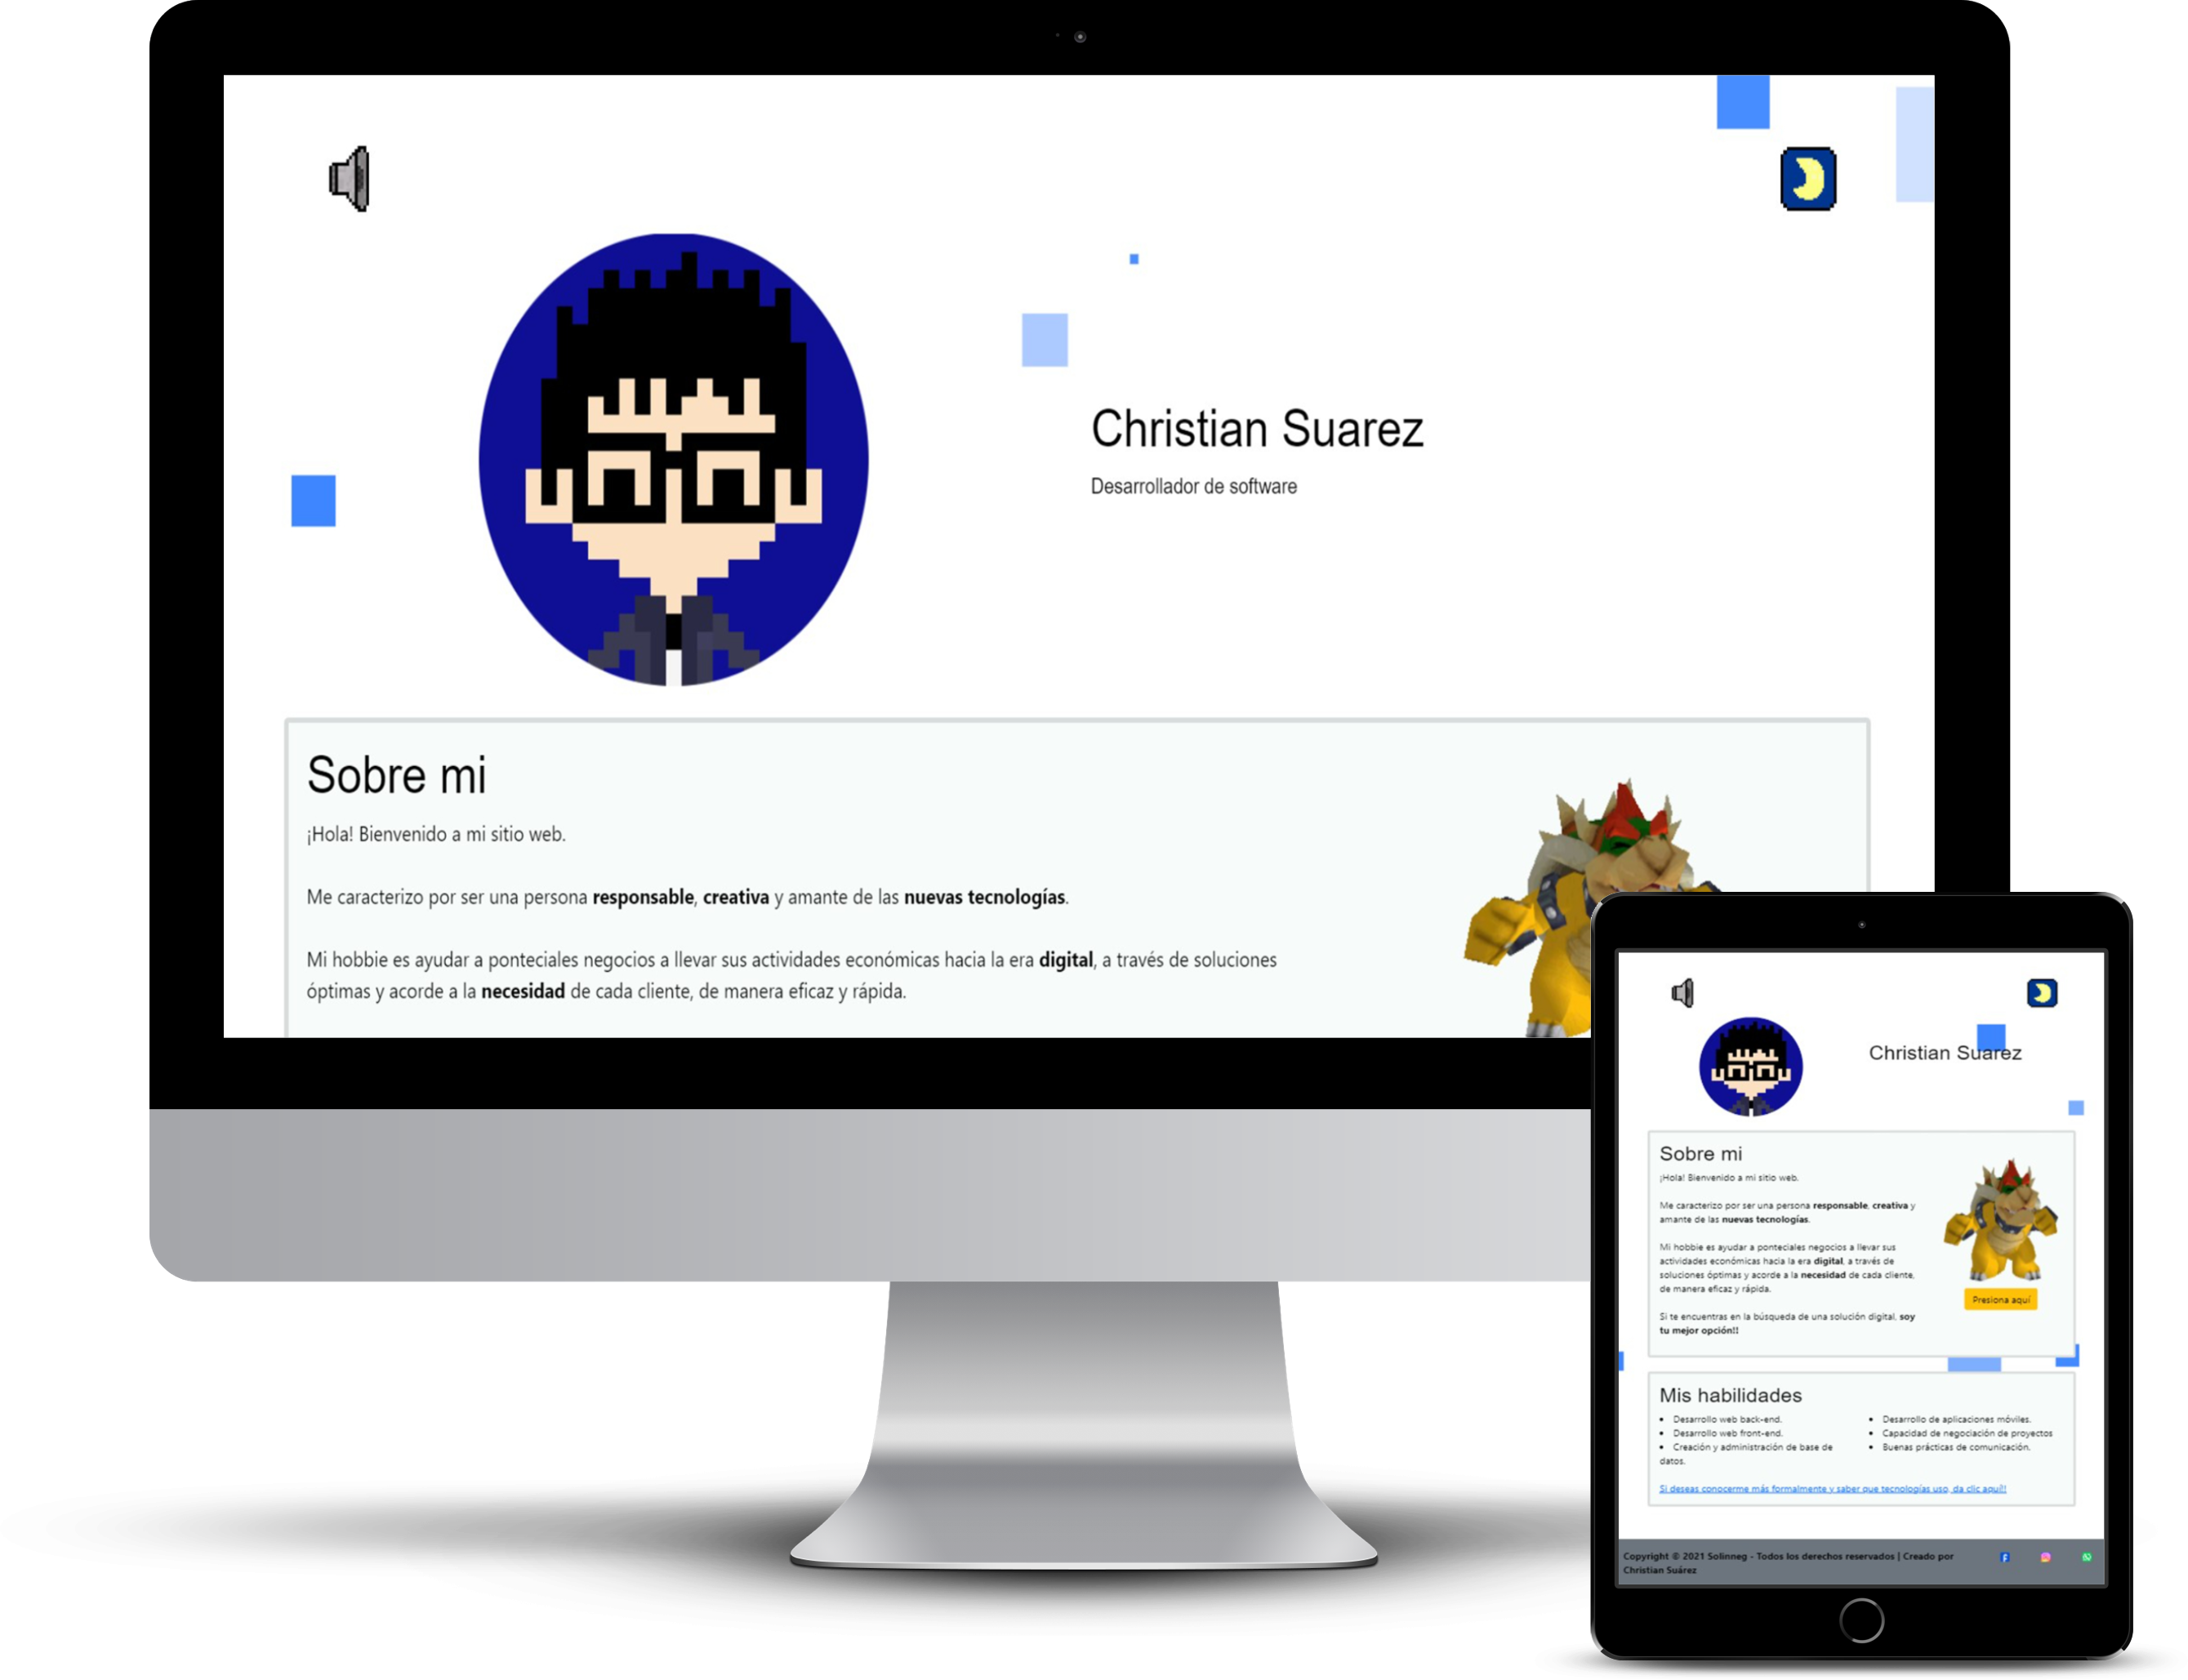 Christian Suarez
Desarrollador de software
Sobre mi
¡Hola! Bienvenido a mi sitio web.
Me caracterizo por ser una persona responsable, creativa y amante de las nuevas tecnologías.
Mi hobbie es ayudar a ponteciales negocios a llevar sus actividades económicas hacia la era digital, a través de soluciones
óptimas y acorde a la necesidad de cada cliente, de manera eficaz y rápida.
Christian Suarez
Sobre mi
¡Hola! Bienvenido a mi sitio web.
Me caracterizo por ser una persona responsable, creativa y
amante de las nuevas tecnologías.
Mi hobbie es ayudar a ponteciales negocios a llevar sus
actividades económicas hacia la era digital, a través de
soluciones óptimas y acorde a la necesidad de cada cliente,
de manera eficaz y rápida.
Presiona aquí
Si te encuentras en la búsqueda de una solución digital, soy
tu mejor opción!!
Mis habilidades
• Desarrollo web back-end.
• Desarrollo web front-end.
• Creación y administración de base de
datos.
• Desarrollo de aplicaciones móviles.
• Capacidad de negociación de proyectos
• Buenas prácticas de comunicación.
Si deseas conocerme más formalmente y saber que tecnologías uso, da clic aquí!!
Copyright © 2021 Solinneg - Todos los derechos reservados | Creado por
Christian Suárez